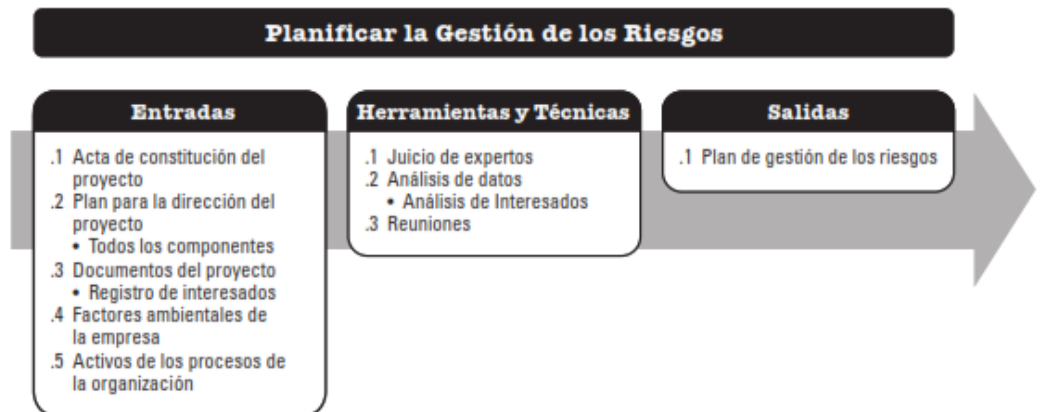 Planificar la Gestión de los Riesgos
Entradas
.1 Acta de constitución del
proyecto
.2 Plan para la dirección del
proyecto
• Todos los componentes
.3 Documentos del proyecto
• Registro de interesados
.4 Factores ambientales de
la empresa
.5 Activos de los procesos de
la organización
Herramientas y Técnicas
.1 Juicio de expertos
.2 Análisis de datos
• Análisis de Interesados
.3 Reuniones
Salidas
.1 Plan de gestión de los riesgos